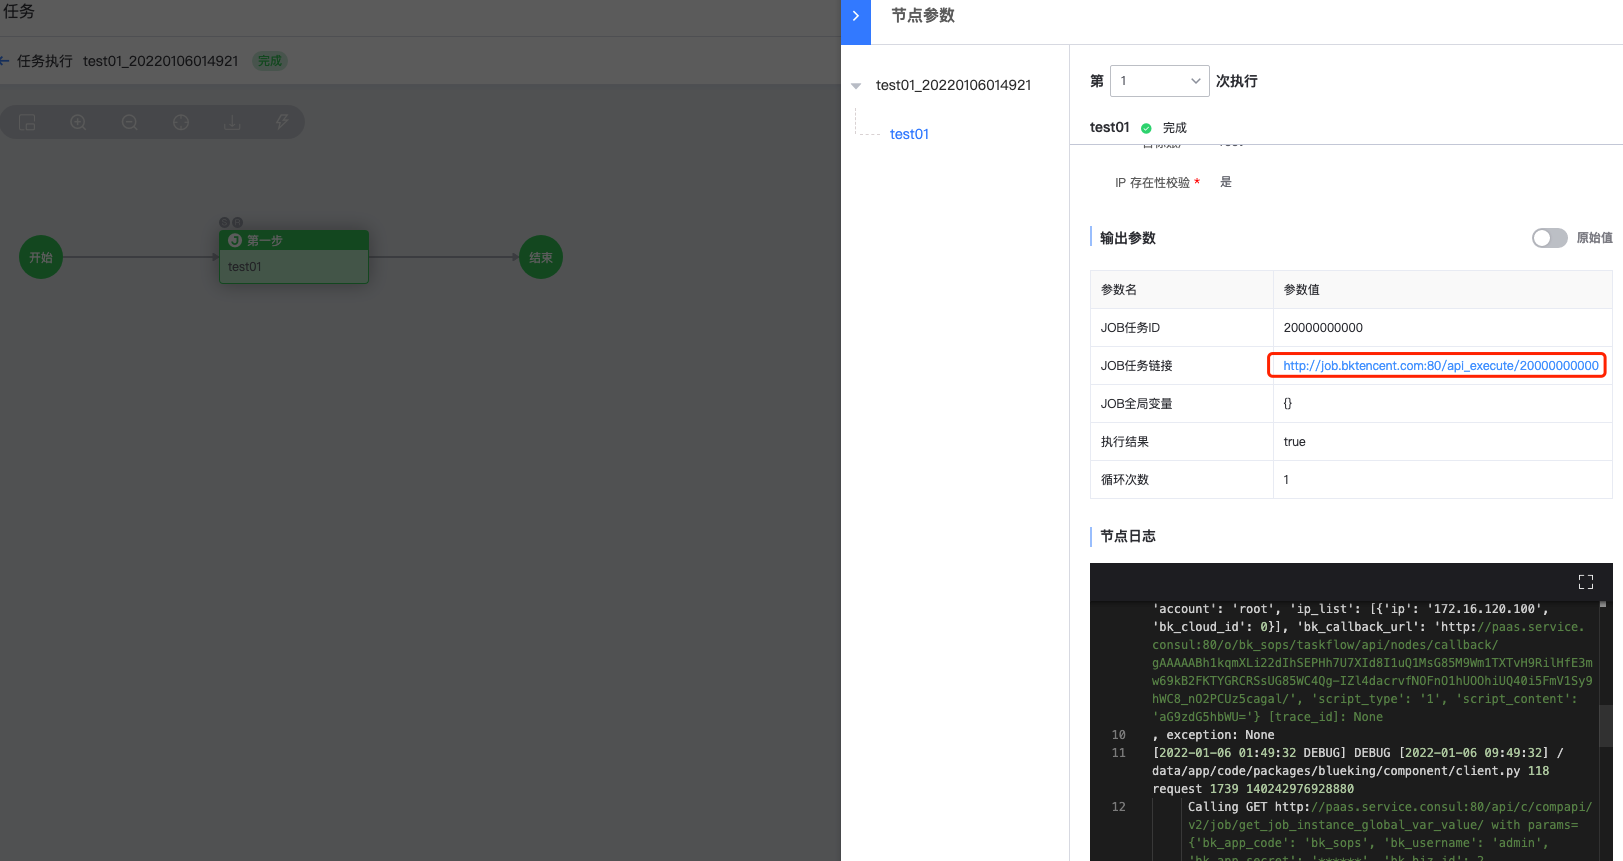 任务
任务执行 test01_20220106014921 完成
开始
第一步
test01
结束
节点参数
test01_20220106014921
test01
第 1 次执行
test01 完成
IP 存在性校验 * 是
输出参数 原始值
参数名 参数值
JOB任务ID 20000000000
JOB任务链接 http://job.bktencent.com:80/api_execute/20000000000
JOB全局变量 {}
执行结果 true
循环次数 1
节点日志
'account': 'root', 'ip_list': [{'ip': '172.16.120.100',
'bk_cloud_id': 0}], 'bk_callback_url': 'http://paas.service.
consul:80/o/bk_sops/taskflow/api/nodes/callback/
gAAAAABh1kqmXLi22dIhSEPHh7U7XId8I1uQ1MsG85M9Wm1TXTvH9RilHfE3m
w69kB2FKTYGRCRSsUG85WC4Qg-IZl4dacrvfNOFnO1hUOOhiUQ40i5FmV1Sy9
hWC8_nO2PCUz5cagal/', 'script_type': '1', 'script_content':
'aG9zdG5hbWU='} [trace_id]: None
10 , exception: None
11 [2022-01-06 01:49:32 DEBUG] DEBUG [2022-01-06 09:49:32] /
data/app/code/packages/blueking/component/client.py 118
request 1739 140242976928880
12 Calling GET http://paas.service.consul:80/api/c/compapi/
v2/job/get_job_instance_global_var_value/ with params=
{'bk_app_code': 'bk_sops', 'bk_username': 'admin',
'bk_app_secret': '******', 'bk_biz_id': 2,